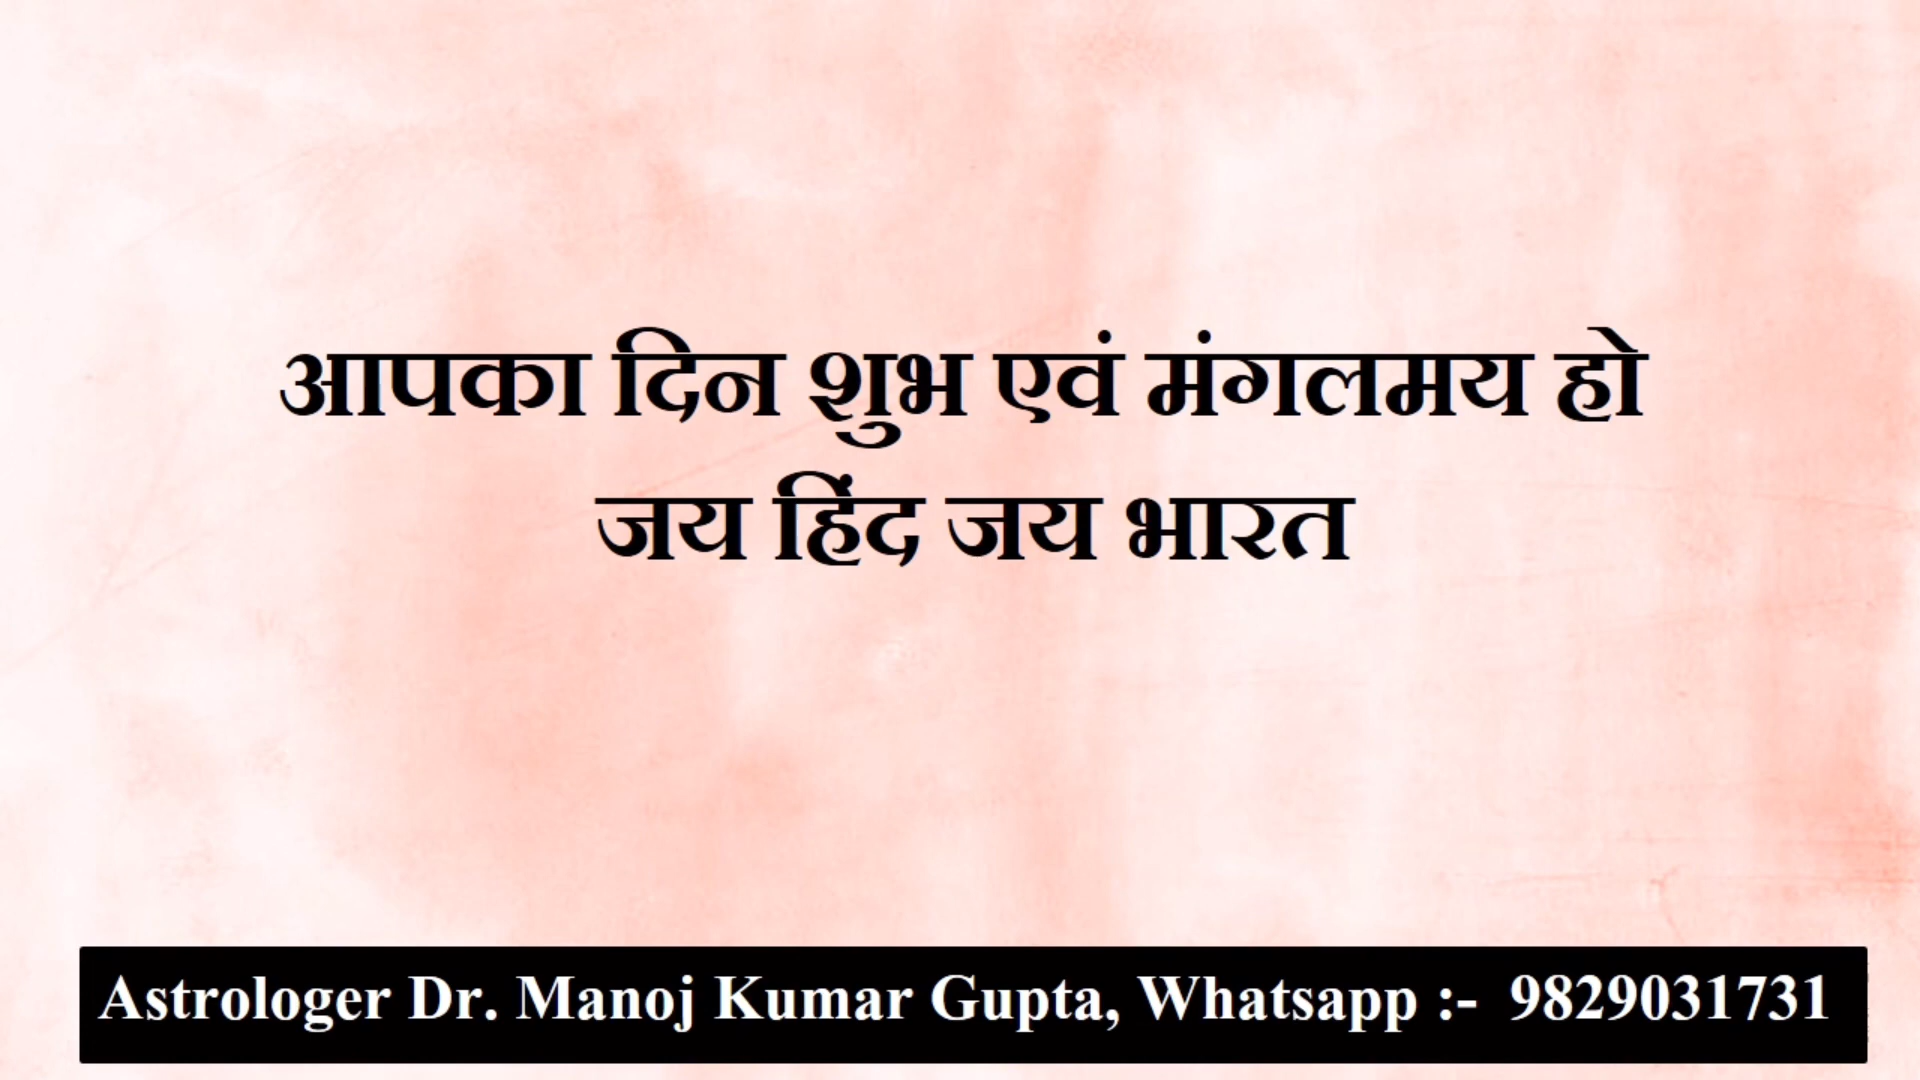 आपका दिन शुभ एवं मंगलमय हो
जय हिंद जय भारत
Astrologer Dr. Manoj Kumar Gupta, Whatsapp :- 9829031731